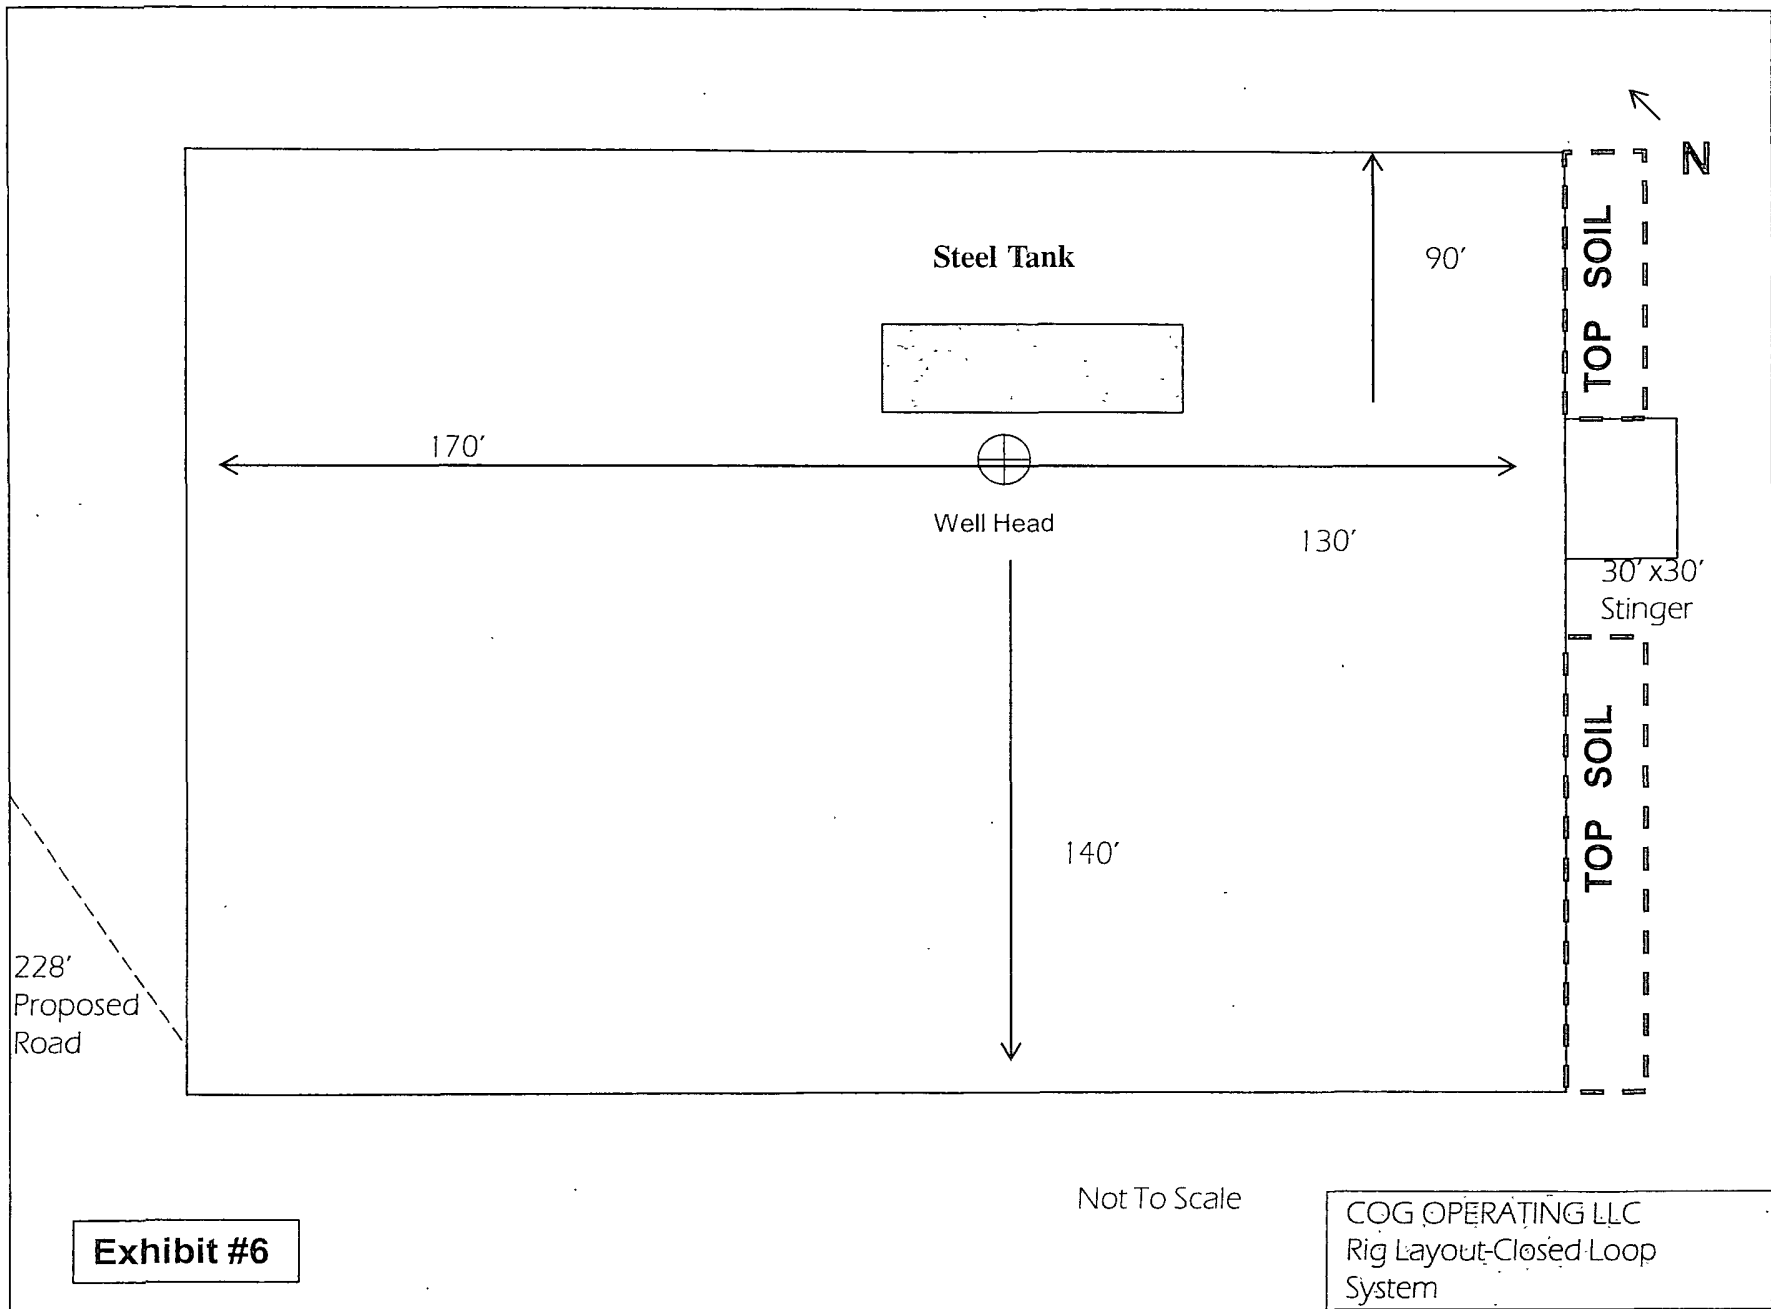 N
TOP SOIL
90'
Steel Tank
170'
Well Head
130'
30'x30'
Stinger
TOP SOIL
140'
228'
Proposed
Road
Not To Scale
Exhibit #6
COG OPERATING LLC
Rig Layout-Closed Loop
System